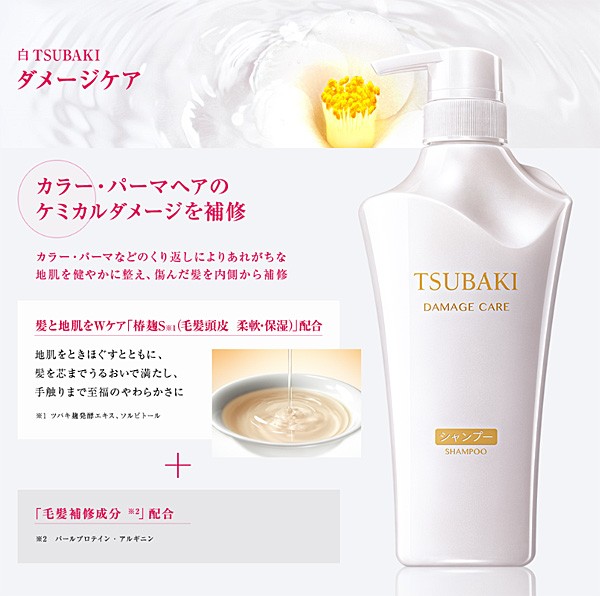 白 TSUBAKI
ダメージケア
カラー・パーマヘアの
ケミカルダメージを補修
カラー・パーマなどのくり返しによりあれがちな
地肌を健やかに整え、傷んだ髪を内側から補修
髪と地肌をWケア「椿麹S※1(毛髪頭皮 柔軟・保湿)」配合
地肌をときほぐすとともに、
髪を芯までうるおいで満たし、
手触りまで至福のやわらかさに
※1 ツバキ麹発酵エキス、ソルビトール
+
「毛髪補修成分 ※2」配合
※2 パールプロテイン・アルギニン
TSUBAKI
DAMAGE CARE
シャンプー
SHAMPOO